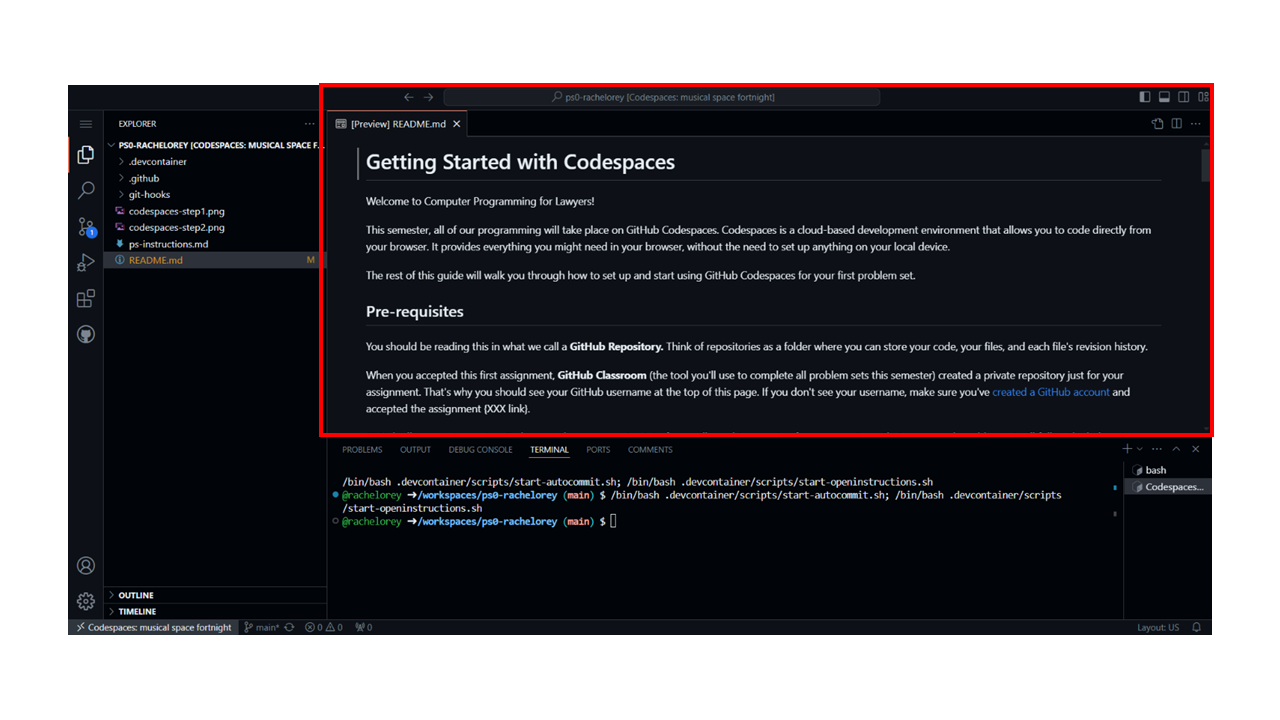 ps0-rachelorey [Codespaces: musical space fortnight]
EXPLORER
PS0-RACHELOREY [CODESPACES: MUSICAL SPACE F...
.devcontainer
.github
git-hooks
codespaces-step1.png
codespaces-step2.png
ps-instructions.md
README.md M
1
[Preview] README.md
Getting Started with Codespaces
Welcome to Computer Programming for Lawyers!
This semester, all of our programming will take place on GitHub Codespaces. Codespaces is a cloud-based development environment that allows you to code directly from
your browser. It provides everything you might need in your browser, without the need to set up anything on your local device.
The rest of this guide will walk you through how to set up and start using GitHub Codespaces for your first problem set.
Pre-requisites
You should be reading this in what we call a GitHub Repository. Think of repositories as a folder where you can store your code, your files, and each file's revision history.
When you accepted this first assignment, GitHub Classroom (the tool you'll use to complete all problem sets this semester) created a private repository just for your
assignment. That's why you should see your GitHub username at the top of this page. If you don't see your username, make sure you've created a GitHub account and
accepted the assignment (XXX link).
PROBLEMS OUTPUT DEBUG CONSOLE TERMINAL PORTS COMMENTS
/bin/bash .devcontainer/scripts/start-autocommit.sh; /bin/bash .devcontainer/scripts/start-openinstructions.sh
@rachelorey ➜/workspaces/ps0-rachelorey (main) $ /bin/bash .devcontainer/scripts/start-autocommit.sh; /bin/bash .devcontainer/scripts
/start-openinstructions.sh
@rachelorey ➜/workspaces/ps0-rachelorey (main) $
bash
Codespaces...
OUTLINE
TIMELINE
Codespaces: musical space fortnight main* 0 0 0 Layout: US